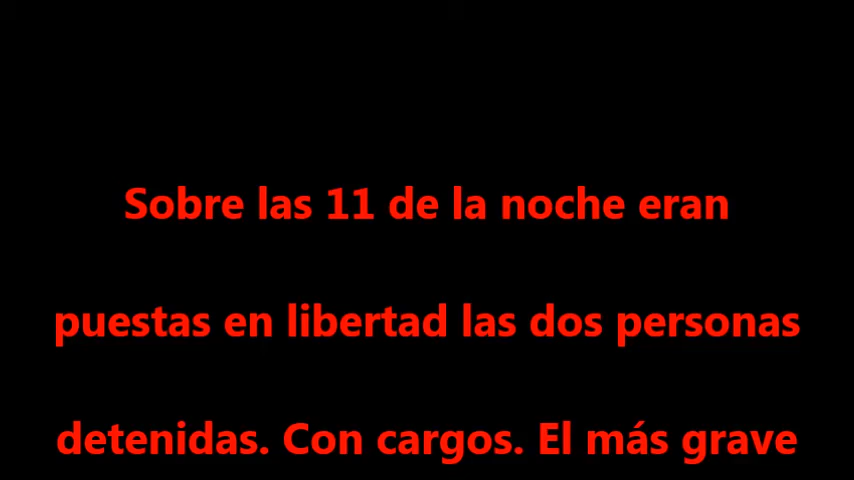 Sobre las 11 de la noche eran
puestas en libertad las dos personas
detenidas. Con cargos. El más grave